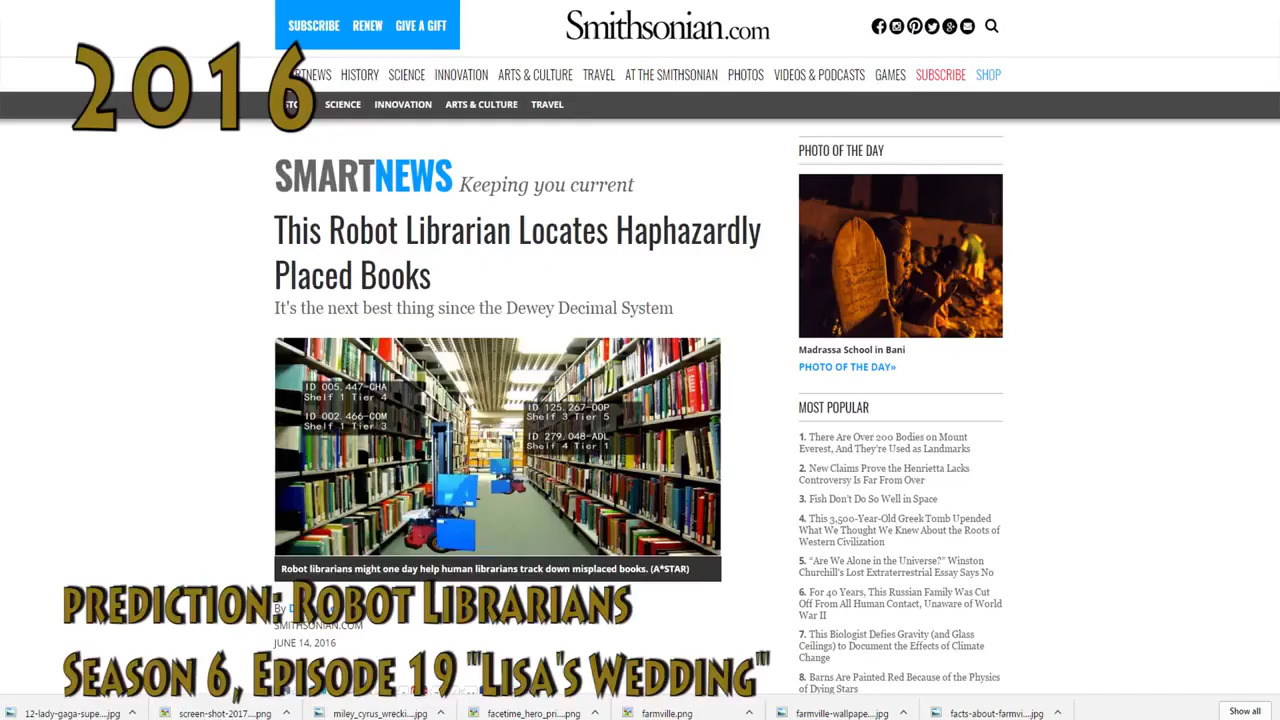 SUBSCRIBE RENEW GIVE A GIFT
Smithsonian.com
2016
HISTORY SCIENCE INNOVATION ARTS & CULTURE TRAVEL AT THE SMITHSONIAN PHOTOS VIDEOS & PODCASTS GAMES SUBSCRIBE SHOP
SCIENCE INNOVATION ARTS & CULTURE TRAVEL
SMARTNEWS Keeping you current
This Robot Librarian Locates Haphazardly
Placed Books
It's the next best thing since the Dewey Decimal System
ID 005.447-CHA
Shelf 1 Tier 4
ID 002.466-COM
Shelf 1 Tier 3
ID 125.267-OOP
Shelf 3 Tier 5
ID 279.048-ADL
Shelf 4 Tier 1
Robot librarians might one day help human librarians track down misplaced books. (A*STAR)
By
SMITHSONIAN.COM
JUNE 14, 2016
PREDICTION: ROBOT LIBRARIANS
SEASON 6, EPISODE 19 "LISA'S WEDDING"
PHOTO OF THE DAY
Madrassa School in Bani
PHOTO OF THE DAY»
MOST POPULAR
1. There Are Over 200 Bodies on Mount
Everest, And They're Used as Landmarks
2. New Claims Prove the Henrietta Lacks
Controversy Is Far From Over
3. Fish Don't Do So Well in Space
4. This 3,500-Year-Old Greek Tomb Upended
What We Thought We Knew About the Roots of
Western Civilization
5. "Are We Alone in the Universe?" Winston
Churchill's Lost Extraterrestrial Essay Says No
6. For 40 Years, This Russian Family Was Cut
Off From All Human Contact, Unaware of World
War II
7. This Biologist Defies Gravity (and Glass
Ceilings) to Document the Effects of Climate
Change
8. Barns Are Painted Red Because of the Physics
of Dying Stars
12-lady-gaga-supe....jpg screen-shot-2017....png miley_cyrus_wrecki....jpg facetime_hero_pri....png farmville.png farmville-wallpape....jpg facts-about-farmvi....jpg Show all